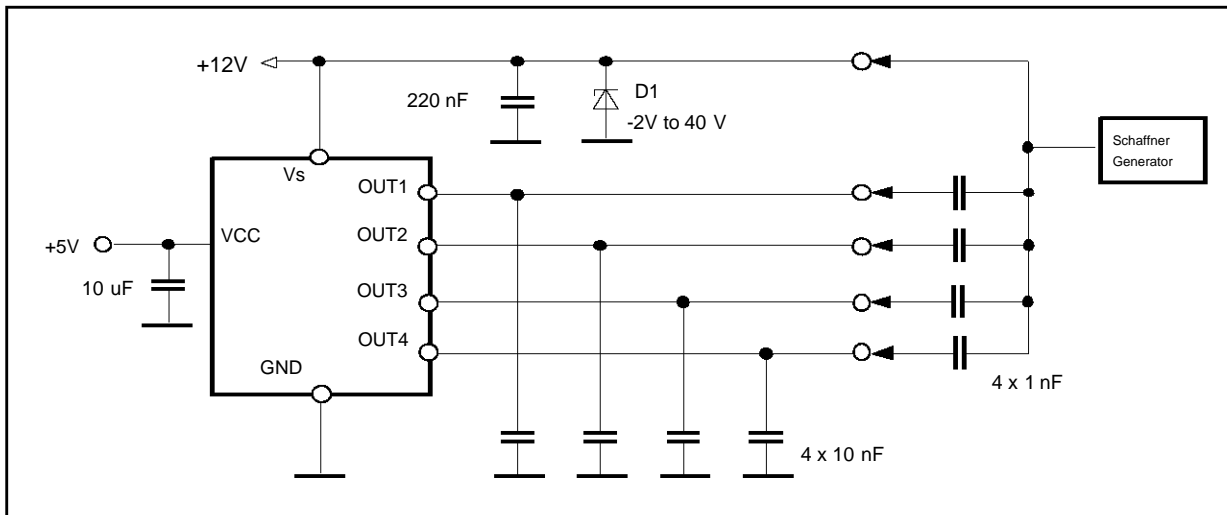 +12V
220 nF
D1
-2V to 40 V
Schaffner
Generator
Vs
OUT1
VCC
OUT2
+5V
10 uF
OUT3
OUT4
GND
4 x 1 nF
4 x 10 nF